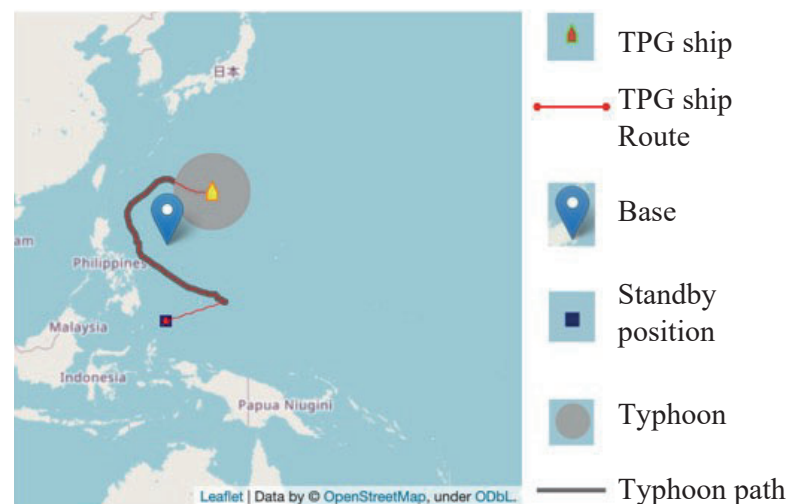 日本
TPG ship
TPG ship
Route
Base
am
Philippines
Standby
position
Malaysia
Indonesia
Papua Niugini
Typhoon
Leaflet | Data by © OpenStreetMap, under ODbL.
Typhoon path